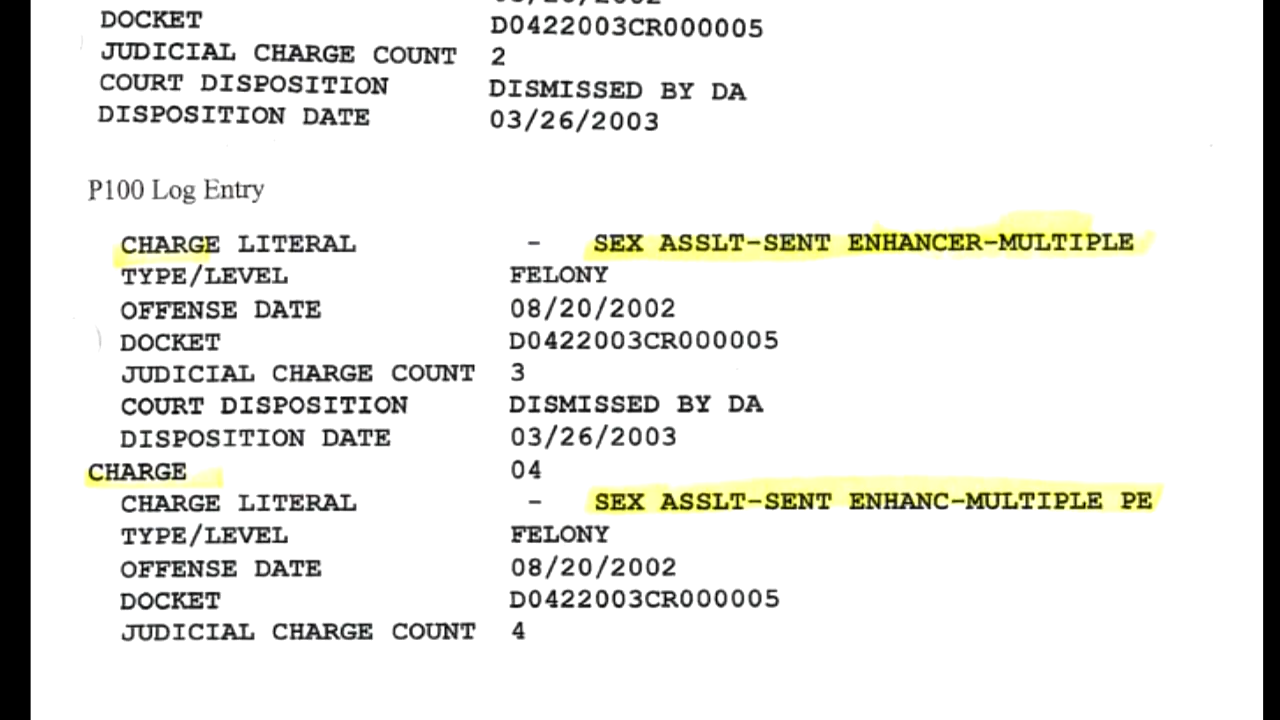 DOCKET D0422003CR000005
JUDICIAL CHARGE COUNT 2
COURT DISPOSITION DISMISSED BY DA
DISPOSITION DATE 03/26/2003
P100 Log Entry
CHARGE LITERAL - SEX ASSLT-SENT ENHANCER-MULTIPLE
TYPE/LEVEL FELONY
OFFENSE DATE 08/20/2002
DOCKET D0422003CR000005
JUDICIAL CHARGE COUNT 3
COURT DISPOSITION DISMISSED BY DA
DISPOSITION DATE 03/26/2003
CHARGE 04
CHARGE LITERAL - SEX ASSLT-SENT ENHANC-MULTIPLE PE
TYPE/LEVEL FELONY
OFFENSE DATE 08/20/2002
DOCKET D0422003CR000005
JUDICIAL CHARGE COUNT 4